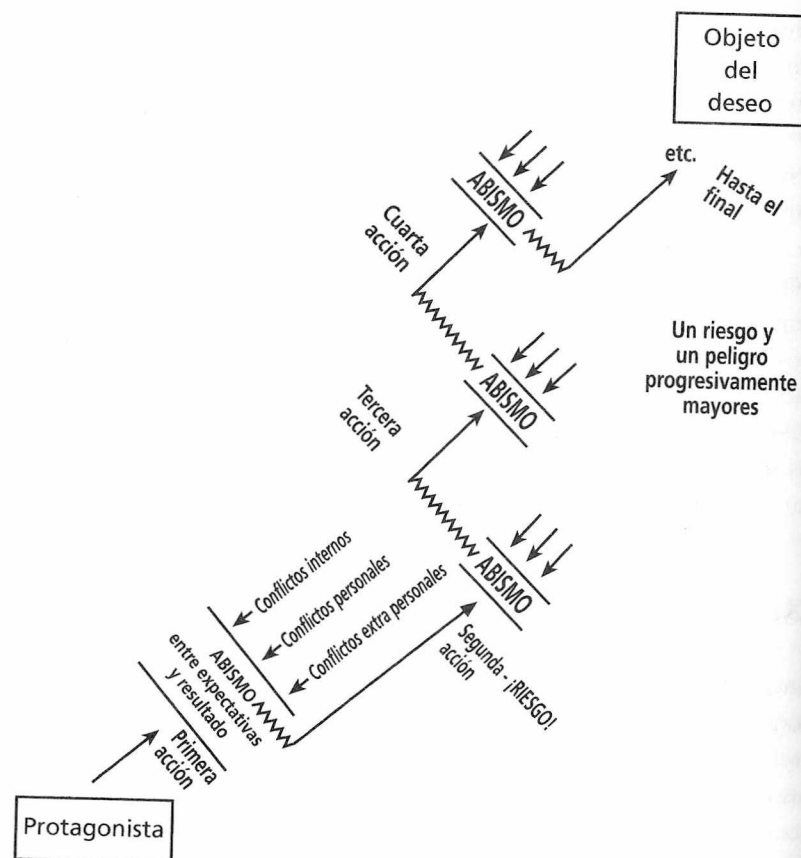 Objeto
del
deseo
etc.
Hasta el
final
ABISMO
Cuarta
acción
Un riesgo y
un peligro
progresivamente
mayores
ABISMO
Tercera
acción
ABISMO
Conflictos internos
Conflictos personales
Conflictos extra personales
Segunda - ¡RIESGO!
acción
ABISMO
entre expectativas
y resultado
Primera
acción
Protagonista